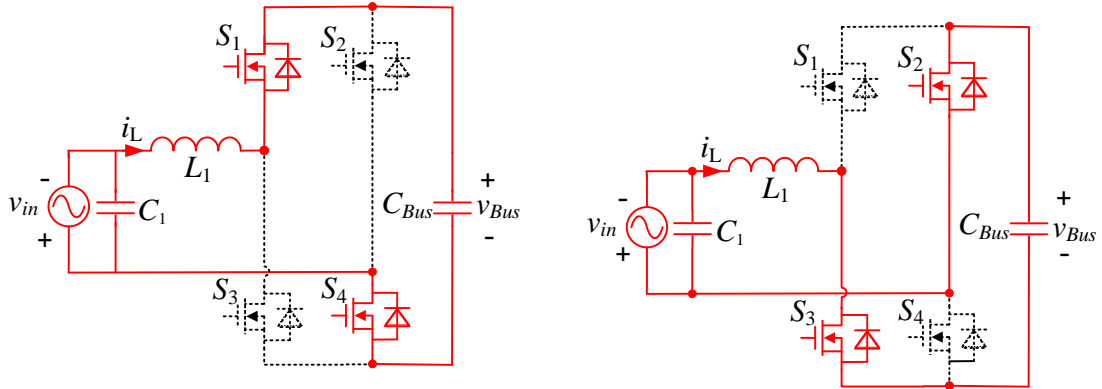 S1
S2
iL
L1
-
vin
+
C1
CBus
+
vBus
-
S3
S4
S1
S2
iL
L1
-
vin
+
C1
CBus
+
vBus
-
S3
S4